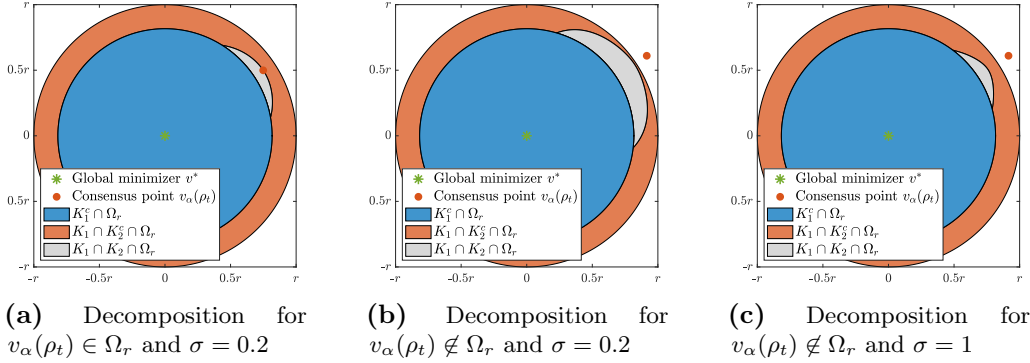 r
0.5r
0
0.5r
-r
Global minimizer v*
Consensus point vα(ρt)
K₁ᶜ ∩ Ωr
K₁ ∩ K₂ᶜ ∩ Ωr
K₁ ∩ K₂ ∩ Ωr
-r -0.5r 0 0.5r r
(a) Decomposition for
vα(ρt) ∈ Ωr and σ = 0.2
r
0.5r
0
0.5r
-r
Global minimizer v*
Consensus point vα(ρt)
K₁ᶜ ∩ Ωr
K₁ ∩ K₂ᶜ ∩ Ωr
K₁ ∩ K₂ ∩ Ωr
-r -0.5r 0 0.5r r
(b) Decomposition for
vα(ρt) ∉ Ωr and σ = 0.2
r
0.5r
0
0.5r
-r
Global minimizer v*
Consensus point vα(ρt)
K₁ᶜ ∩ Ωr
K₁ ∩ K₂ᶜ ∩ Ωr
K₁ ∩ K₂ ∩ Ωr
-r -0.5r 0 0.5r r
(c) Decomposition for
vα(ρt) ∉ Ωr and σ = 1